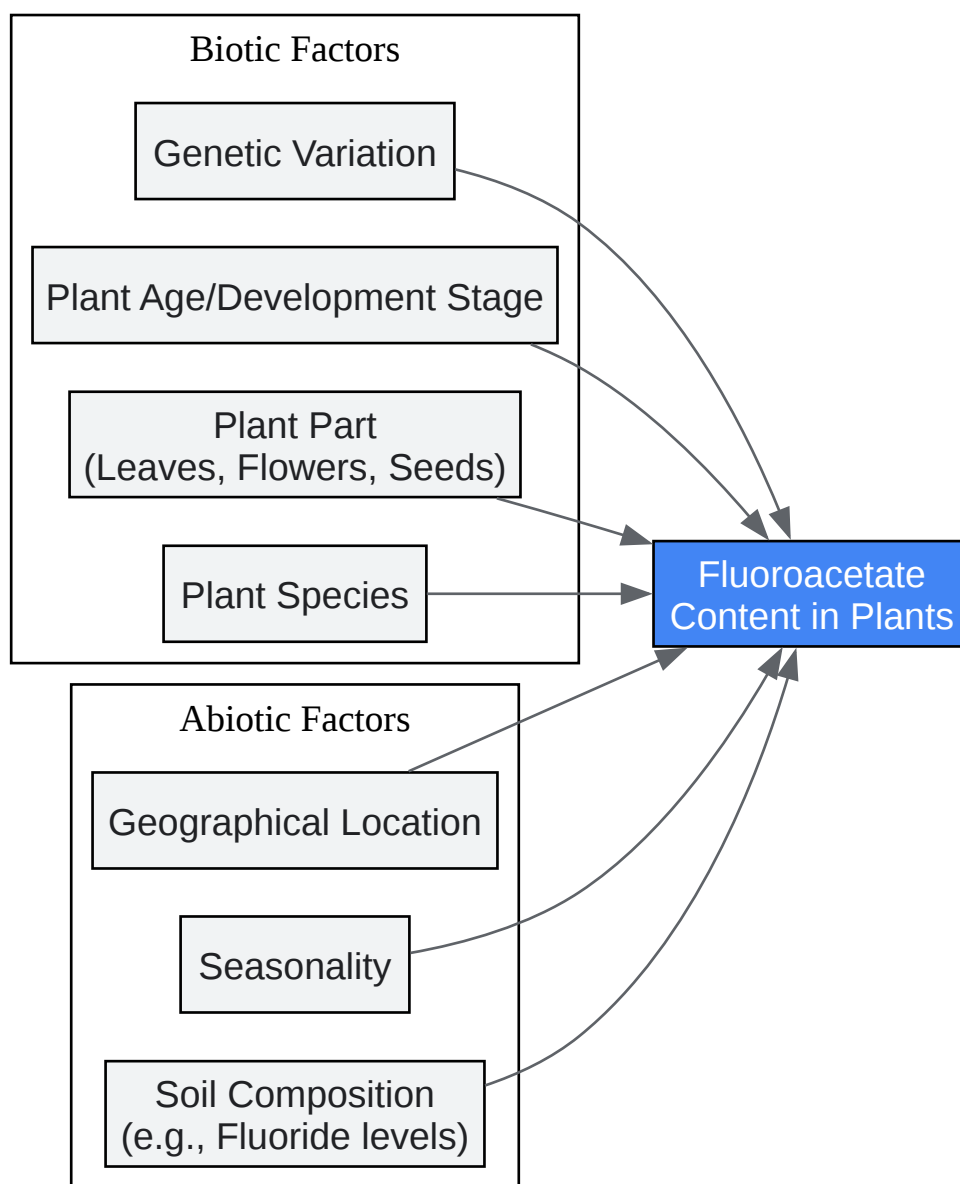 Biotic Factors
Genetic Variation
Plant Age/Development Stage
Plant Part
(Leaves, Flowers, Seeds)
Plant Species
Fluoroacetate
Content in Plants
Abiotic Factors
Geographical Location
Seasonality
Soil Composition
(e.g., Fluoride levels)